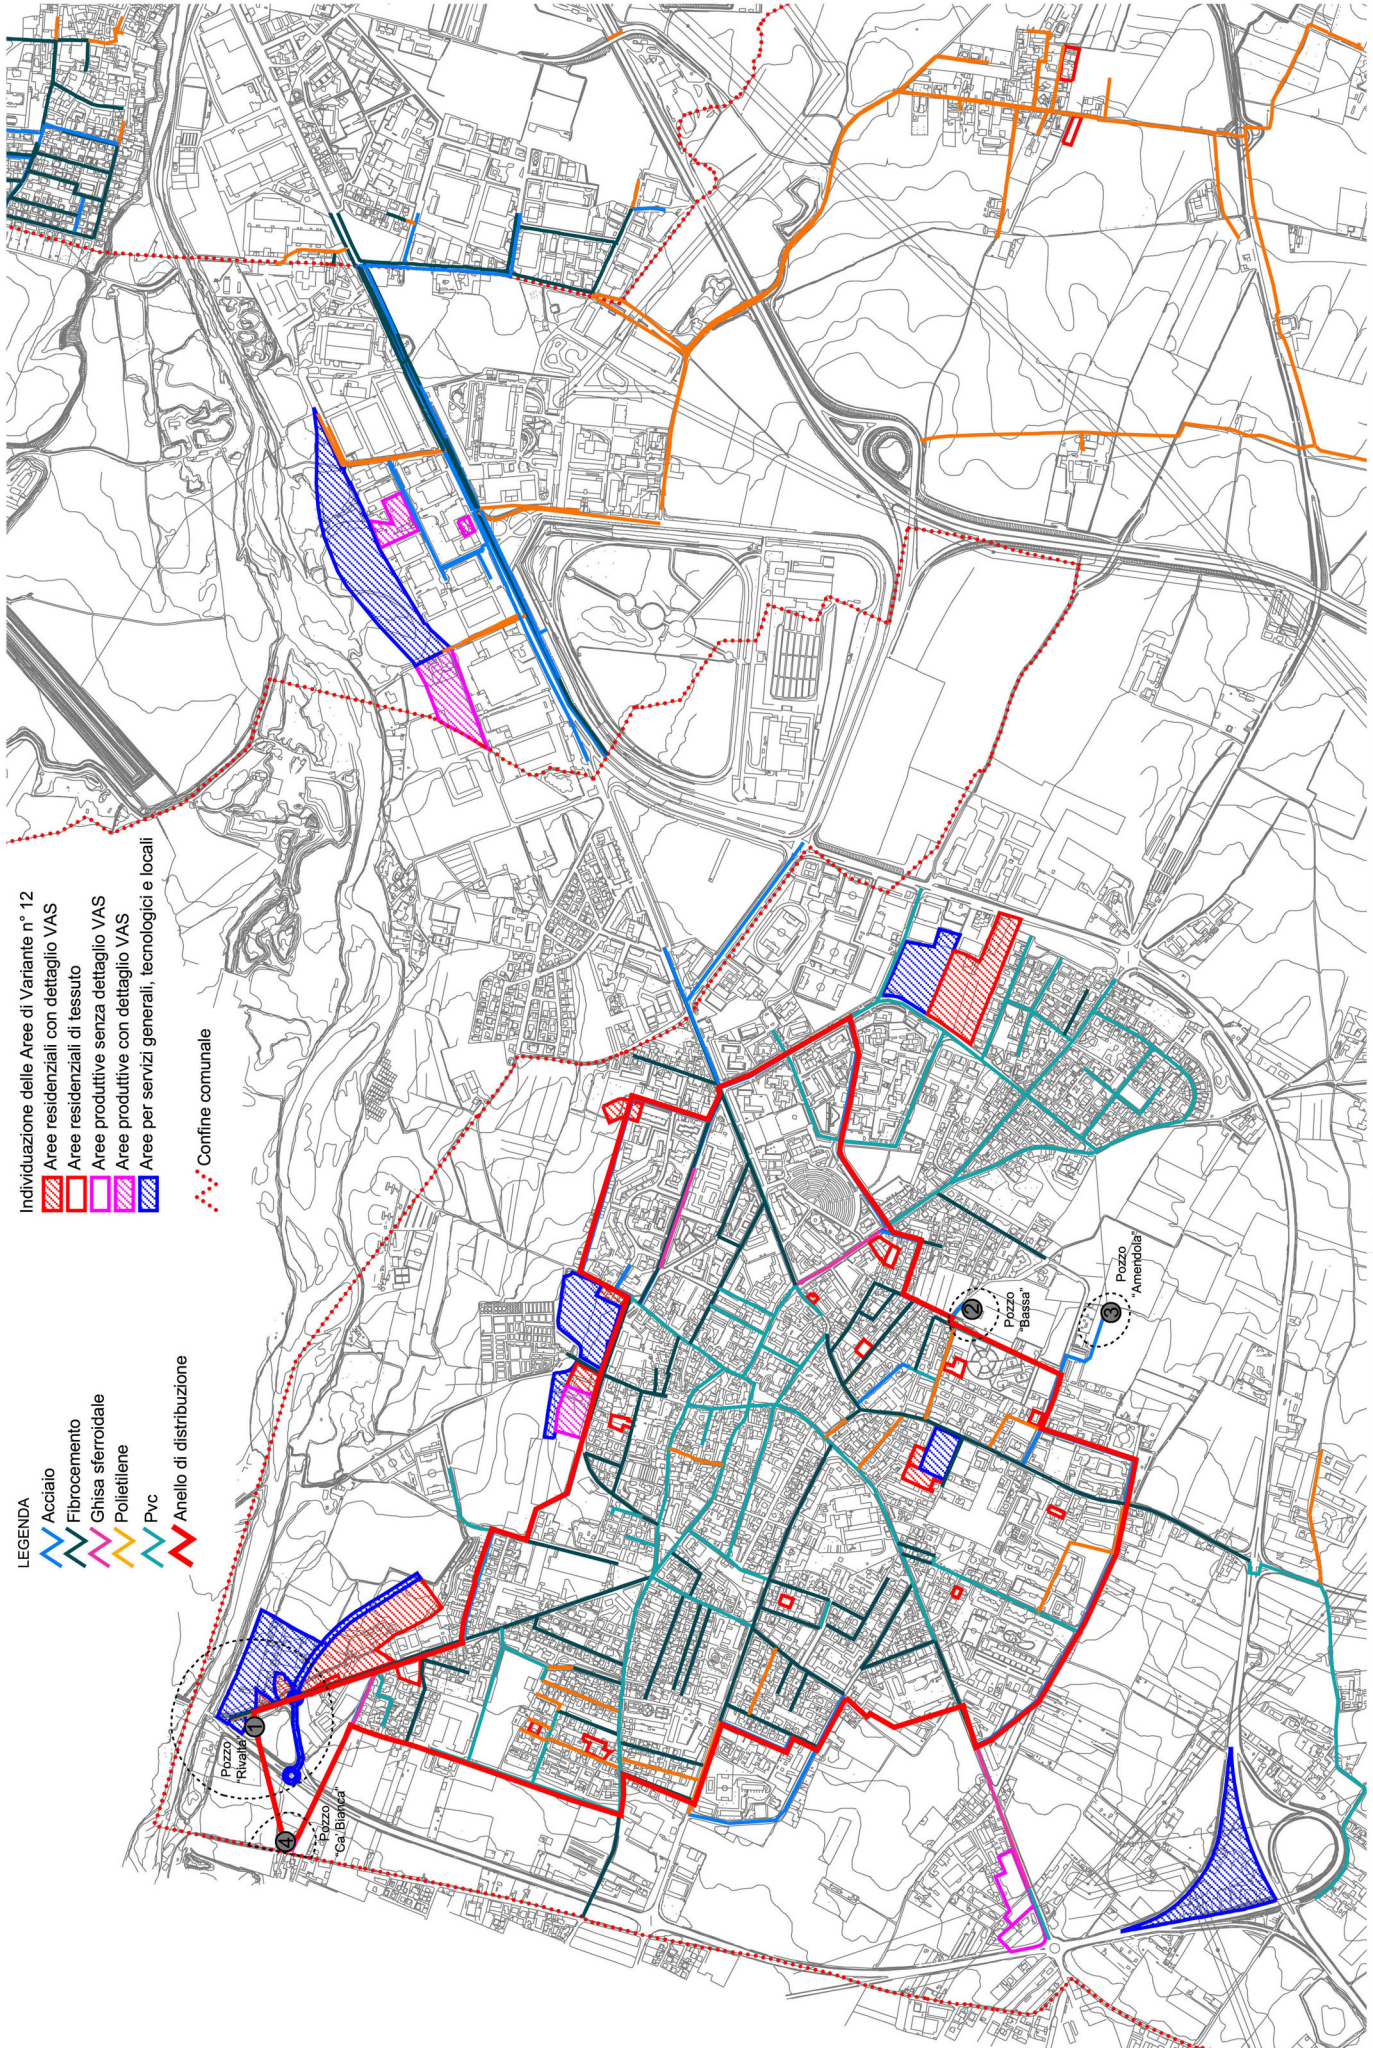 LEGENDA
Acciaio
Fibrocemento
Ghisa sferroidale
Polietilene
Pvc
Anello di distribuzione
Individuazione delle Aree di Variante n° 12
Aree residenziali con dettaglio VAS
Aree residenziali di tessuto
Aree produttive senza dettaglio VAS
Aree produttive con dettaglio VAS
Aree per servizi generali, tecnologici e locali
Confine comunale
1
Pozzo
"Rivalta"
4
Pozzo
"Ca' Bianca"
2
Pozzo
"Bassa"
3
Pozzo
"Amendola"